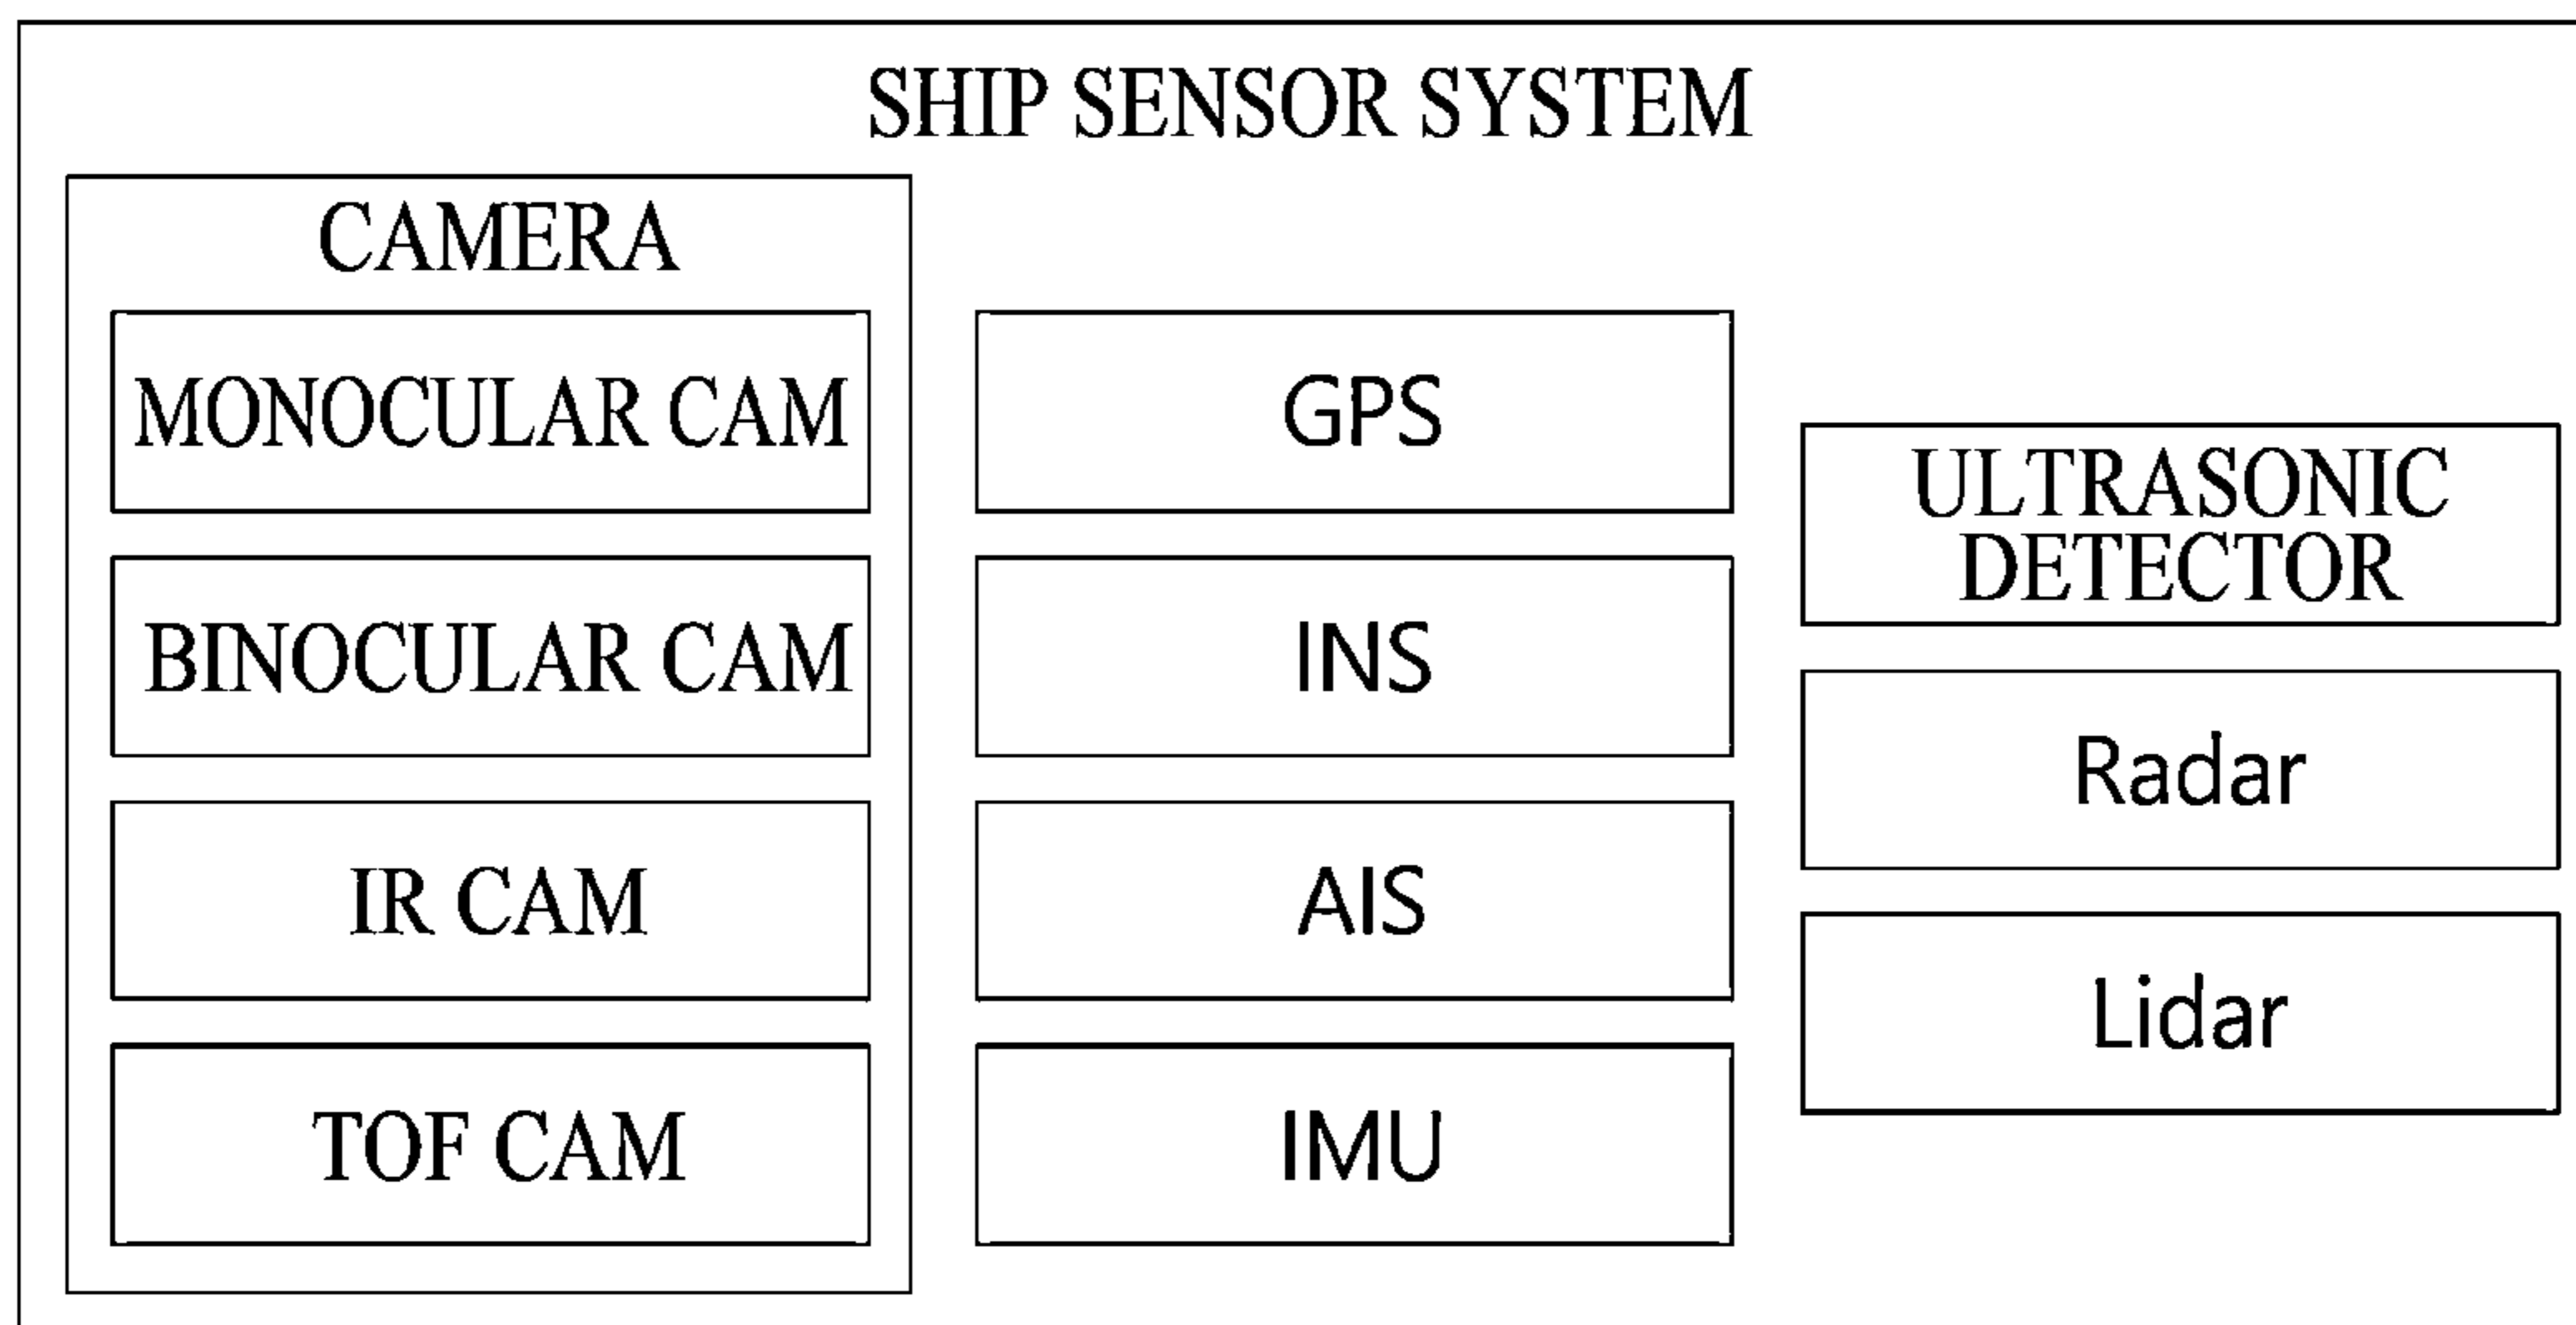 SHIP SENSOR SYSTEM
CAMERA
MONOCULAR CAM
BINOCULAR CAM
IR CAM
TOF CAM
GPS
INS
AIS
IMU
ULTRASONIC
DETECTOR
Radar
Lidar